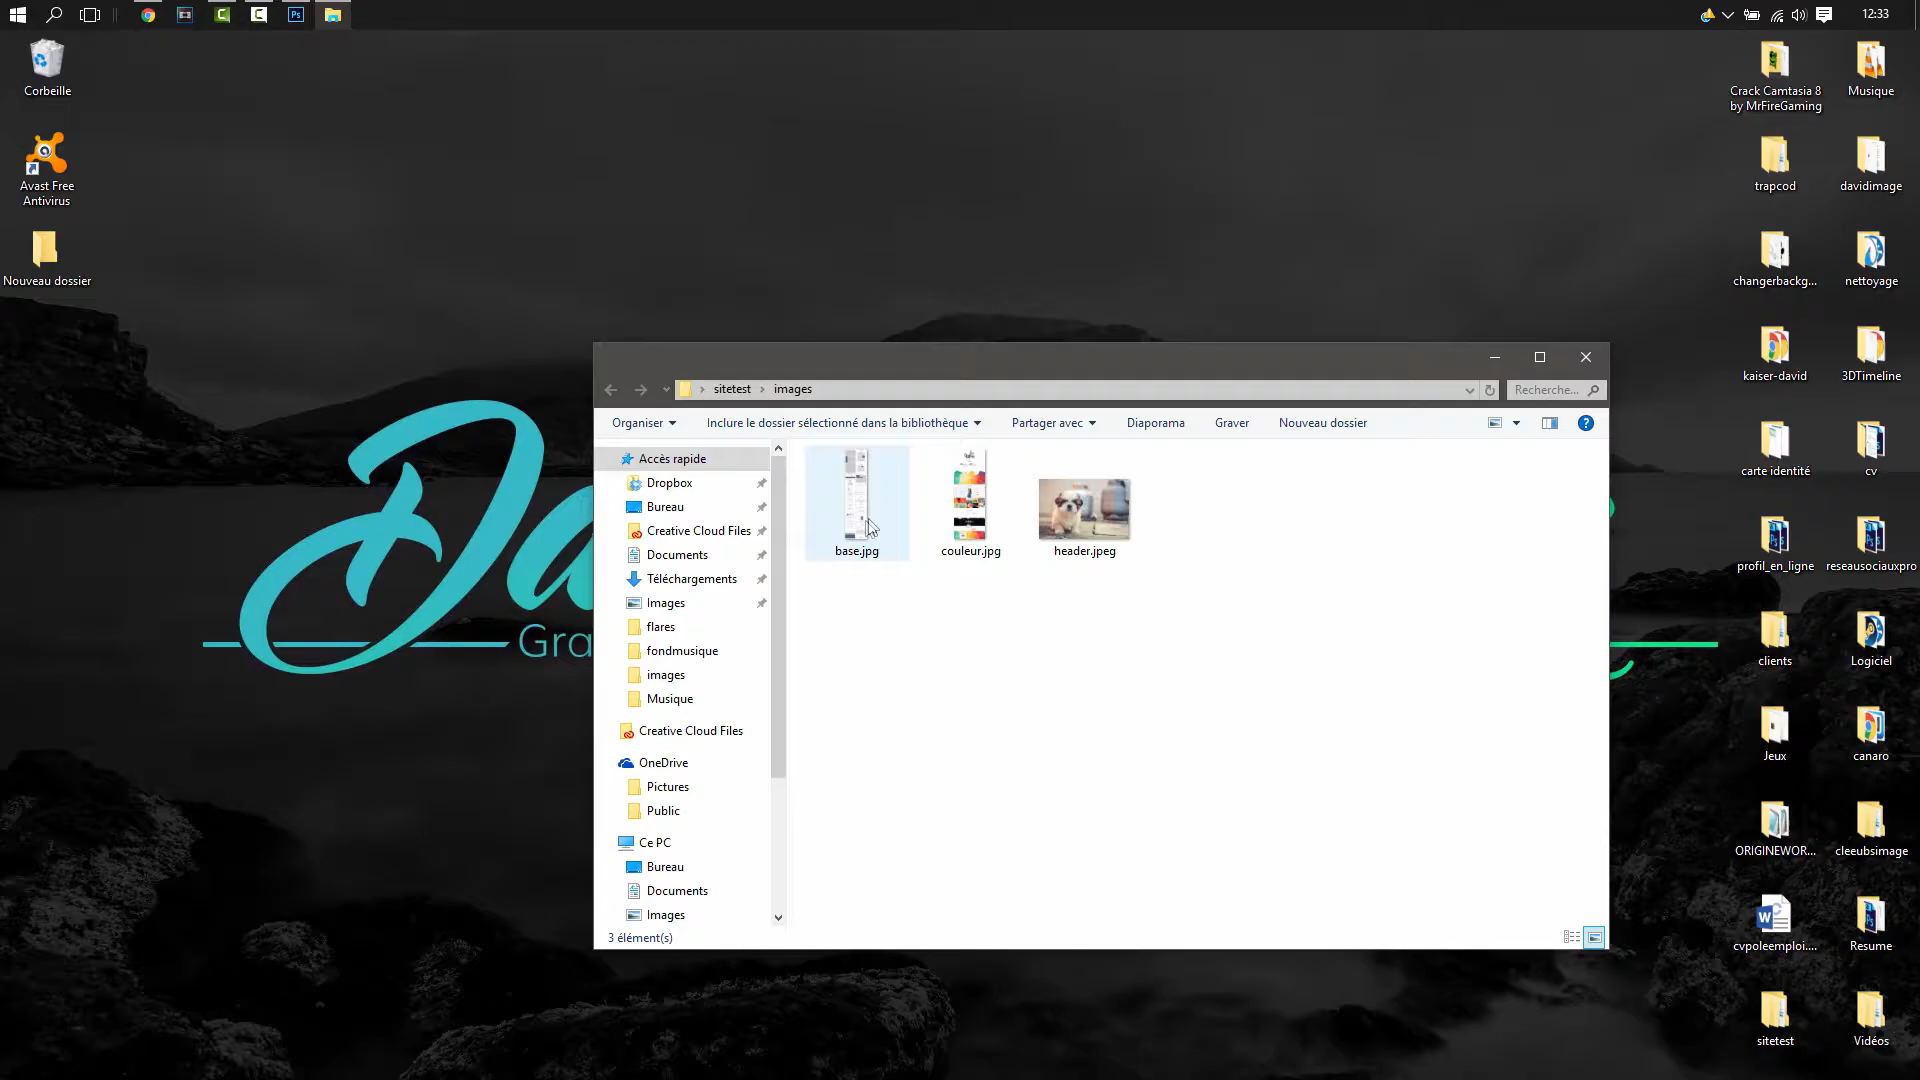 12:33
Corbeille
Avast Free
Antivirus
Nouveau dossier
Crack Camtasia 8
by MrFireGaming
Musique
trapcod
davidimage
changerbackg...
nettoyage
kaiser-david
3DTimeline
carte identité
cv
profil_en_ligne
reseausociauxpro
clients
Logiciel
Jeux
canaro
ORIGINEWOR...
cleeubsimage
cvpoleemploi....
Resume
sitetest
Vidéos
Gra
sitetest > images
Recherche...
Organiser
Inclure le dossier sélectionné dans la bibliothèque
Partager avec
Diaporama
Graver
Nouveau dossier
Accès rapide
Dropbox
Bureau
Creative Cloud Files
Documents
Téléchargements
Images
flares
fondmusique
images
Musique
Creative Cloud Files
OneDrive
Pictures
Public
Ce PC
Bureau
Documents
Images
base.jpg
couleur.jpg
header.jpeg
3 élément(s)